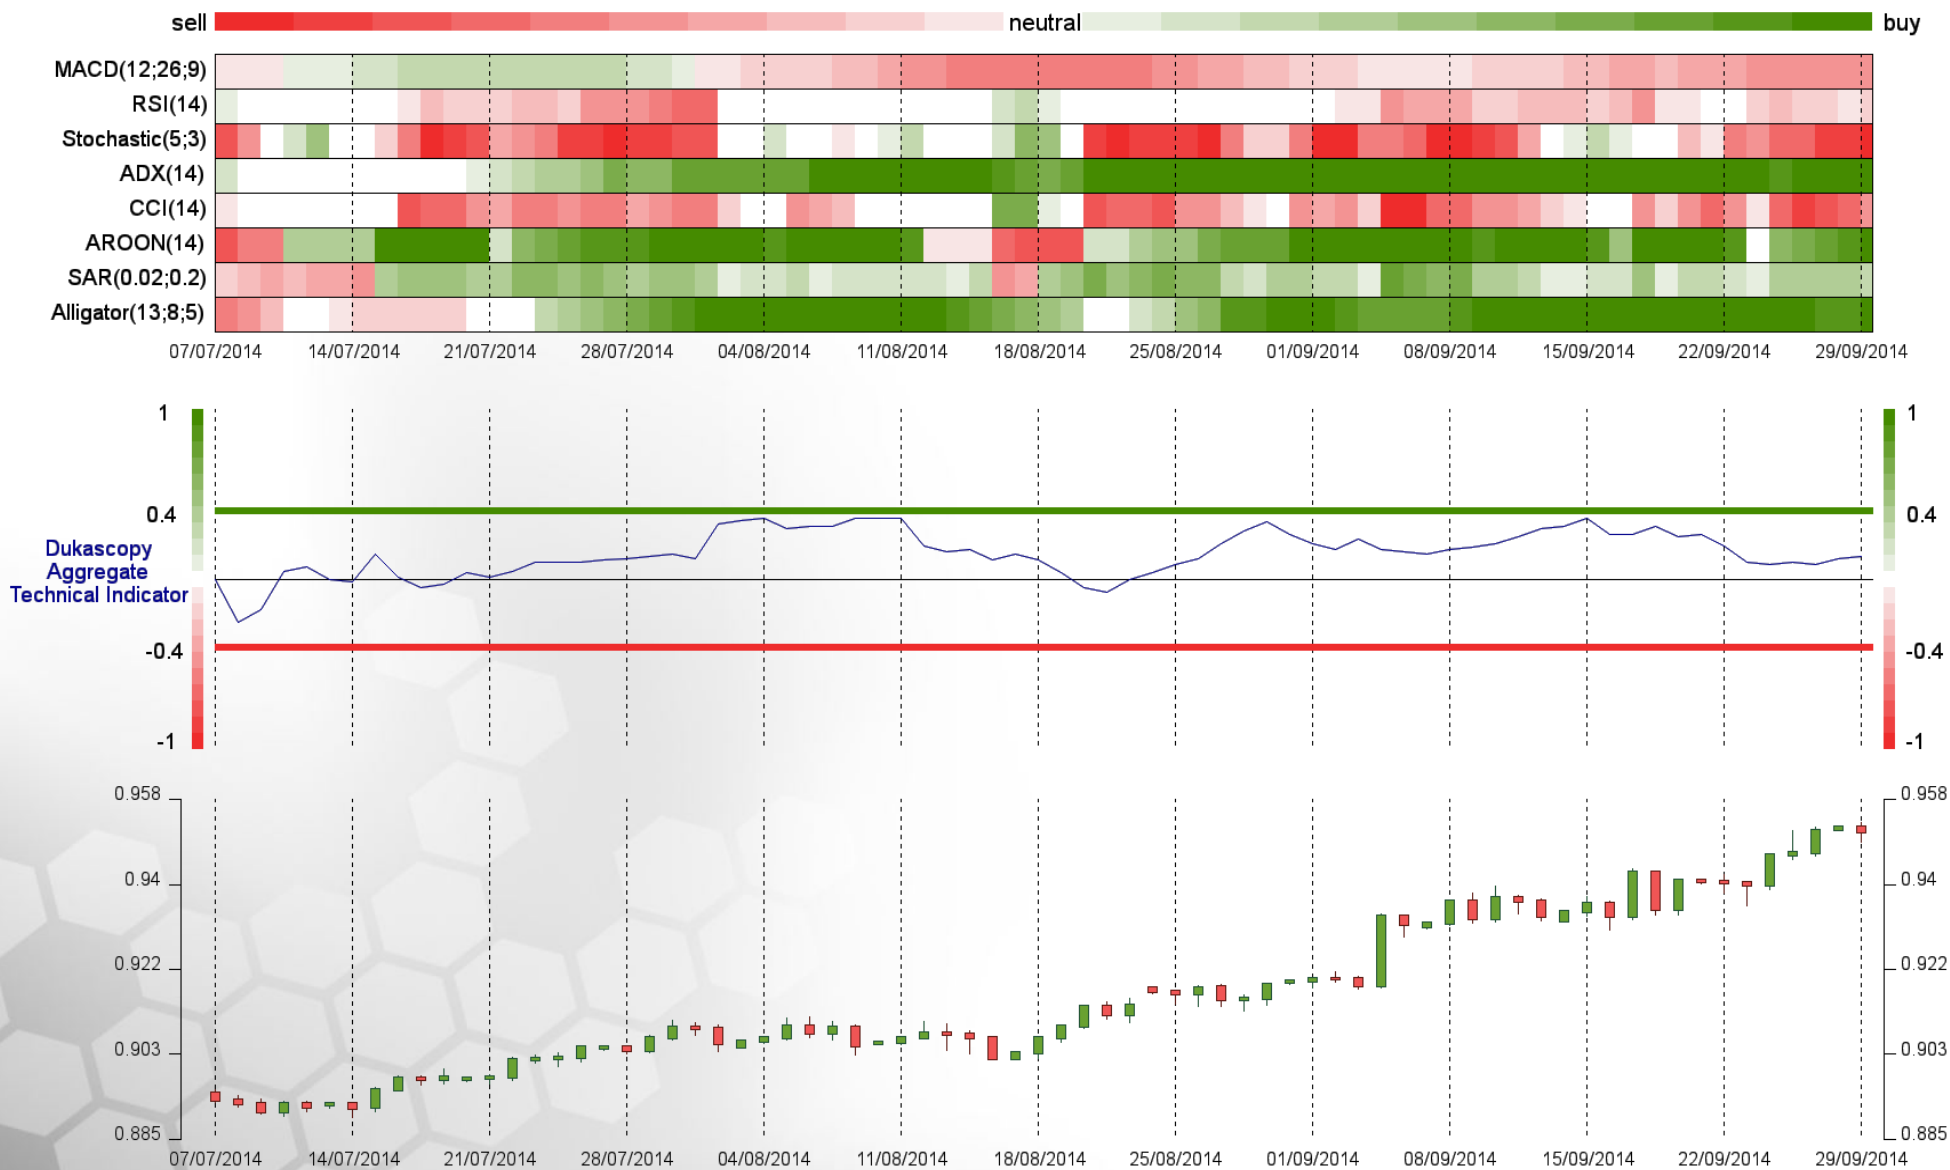 sell neutral buy
MACD(12;26;9)
RSI(14)
Stochastic(5;3)
ADX(14)
CCI(14)
AROON(14)
SAR(0.02;0.2)
Alligator(13;8;5)
07/07/2014 14/07/2014 21/07/2014 28/07/2014 04/08/2014 11/08/2014 18/08/2014 25/08/2014 01/09/2014 08/09/2014 15/09/2014 22/09/2014 29/09/2014
1 1
0.4 0.4
Dukascopy
Aggregate
Technical Indicator
-0.4 -0.4
-1 -1
0.958 0.958
0.94 0.94
0.922 0.922
0.903 0.903
0.885 0.885
07/07/2014 14/07/2014 21/07/2014 28/07/2014 04/08/2014 11/08/2014 18/08/2014 25/08/2014 01/09/2014 08/09/2014 15/09/2014 22/09/2014 29/09/2014